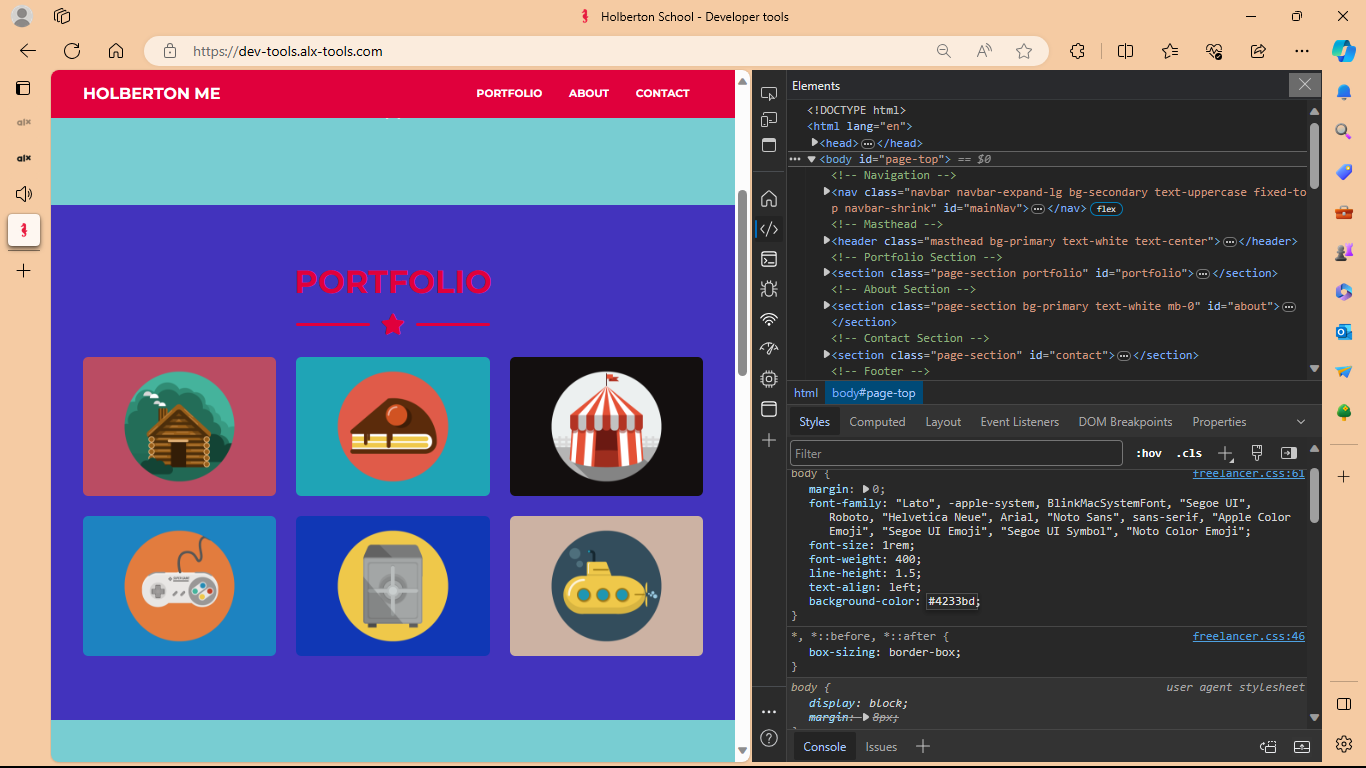 Holberton School - Developer tools
https://dev-tools.alx-tools.com
alx
alx
HOLBERTON ME
PORTFOLIO
ABOUT
CONTACT
PORTFOLIO
Elements
<!DOCTYPE html>
<html lang="en">
<head>…</head>
<body id="page-top"> == $0
<!-- Navigation -->
<nav class="navbar navbar-expand-lg bg-secondary text-uppercase fixed-to
p navbar-shrink" id="mainNav">…</nav> flex
<!-- Masthead -->
<header class="masthead bg-primary text-white text-center">…</header>
<!-- Portfolio Section -->
<section class="page-section portfolio" id="portfolio">…</section>
<!-- About Section -->
<section class="page-section bg-primary text-white mb-0" id="about">…
</section>
<!-- Contact Section -->
<section class="page-section" id="contact">…</section>
<!-- Footer -->
html body#page-top
Styles Computed Layout Event Listeners DOM Breakpoints Properties
Filter :hov .cls
body { freelancer.css:61
margin: 0;
font-family: "Lato", -apple-system, BlinkMacSystemFont, "Segoe UI",
Roboto, "Helvetica Neue", Arial, "Noto Sans", sans-serif, "Apple Color
Emoji", "Segoe UI Emoji", "Segoe UI Symbol", "Noto Color Emoji";
font-size: 1rem;
font-weight: 400;
line-height: 1.5;
text-align: left;
background-color: #4233bd;
}
*, *::before, *::after { freelancer.css:46
box-sizing: border-box;
}
body { user agent stylesheet
display: block;
margin: 8px;
Console Issues